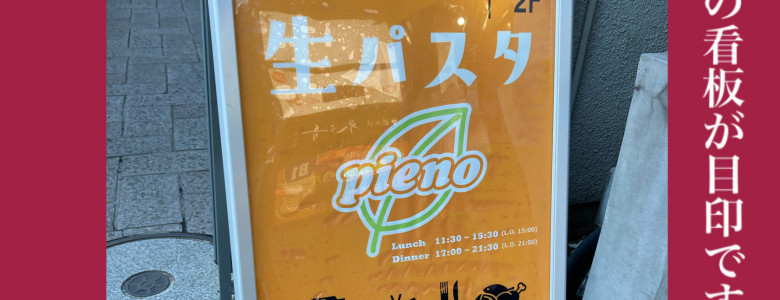 2F
生パスタ
pieno
Lunch 11:30 ~ 15:30 (L.O. 15:00)
Dinner 17:00 ~ 21:30 (L.O. 21:00)
の看板が目印です